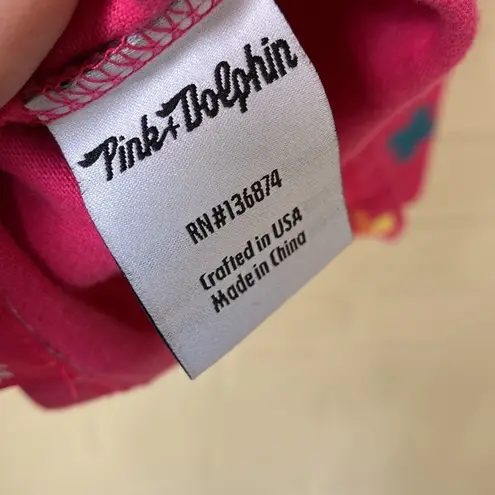 Pink+Dolphin
RN#136874
Crafted in USA
Made in China